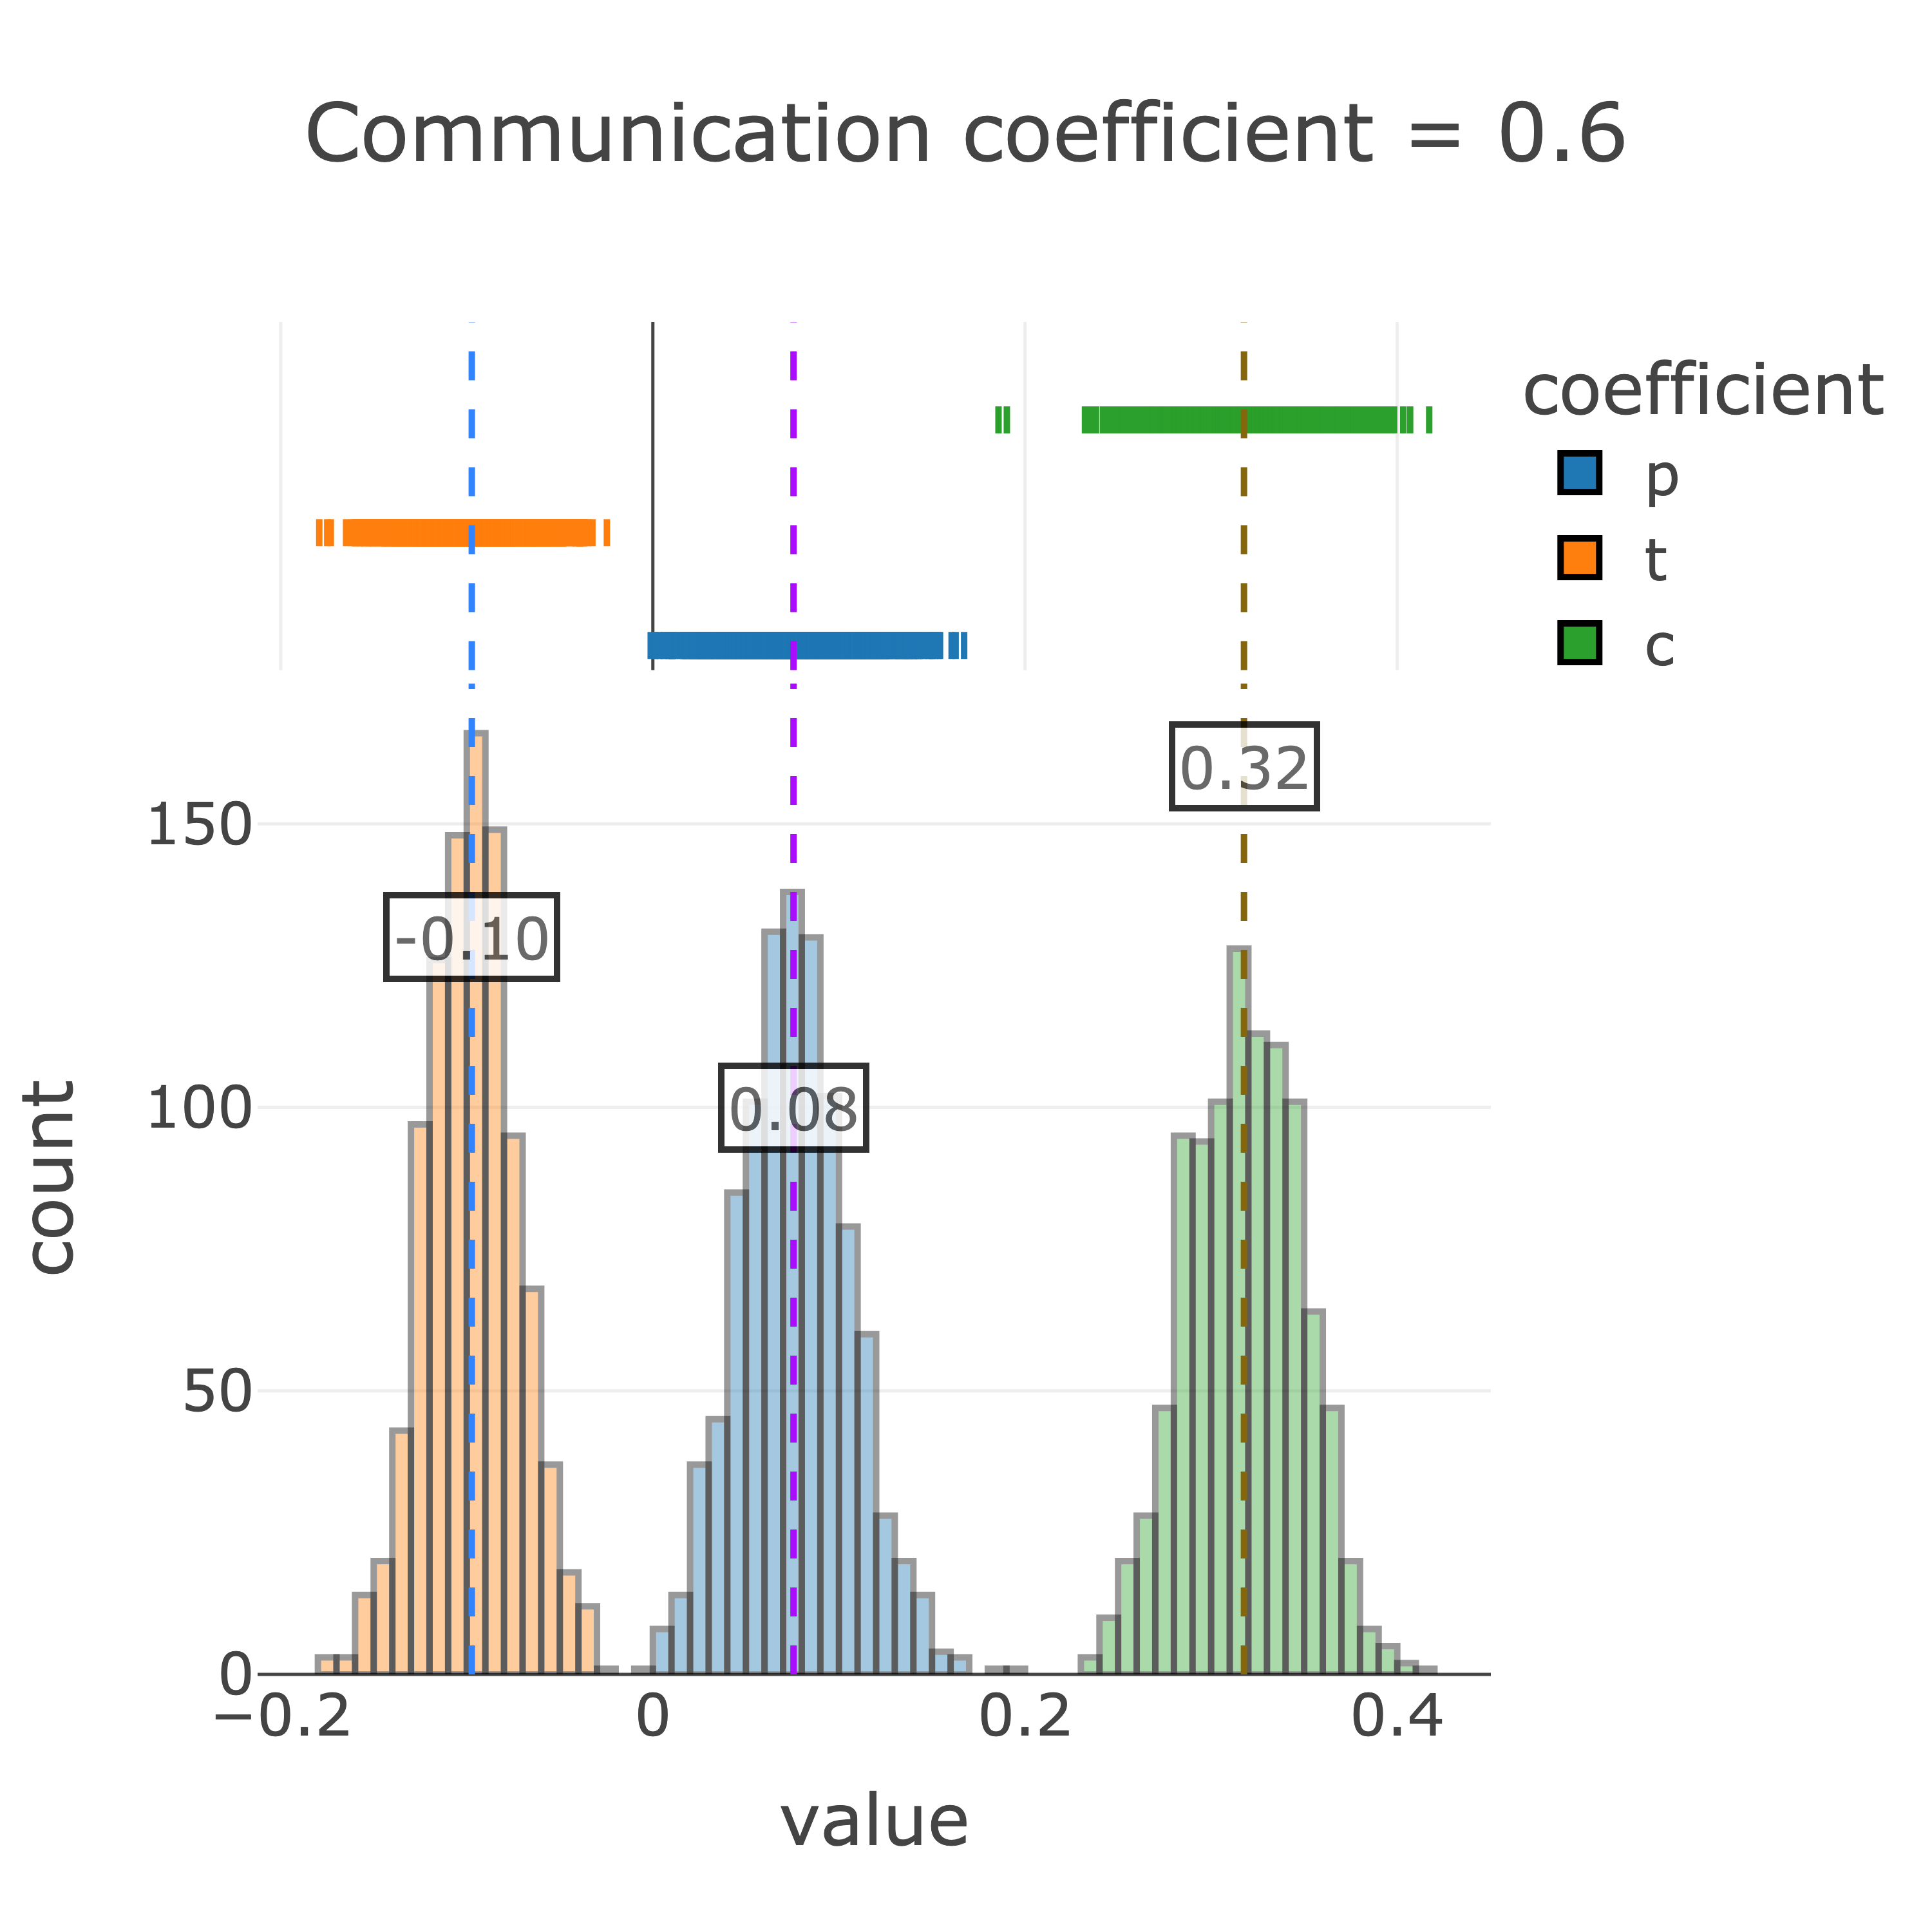 Communication coefficient = 0.6
coefficient
p
t
c
0.32
-0.10
0.08
150
100
50
0
count
−0.2
0
0.2
0.4
value